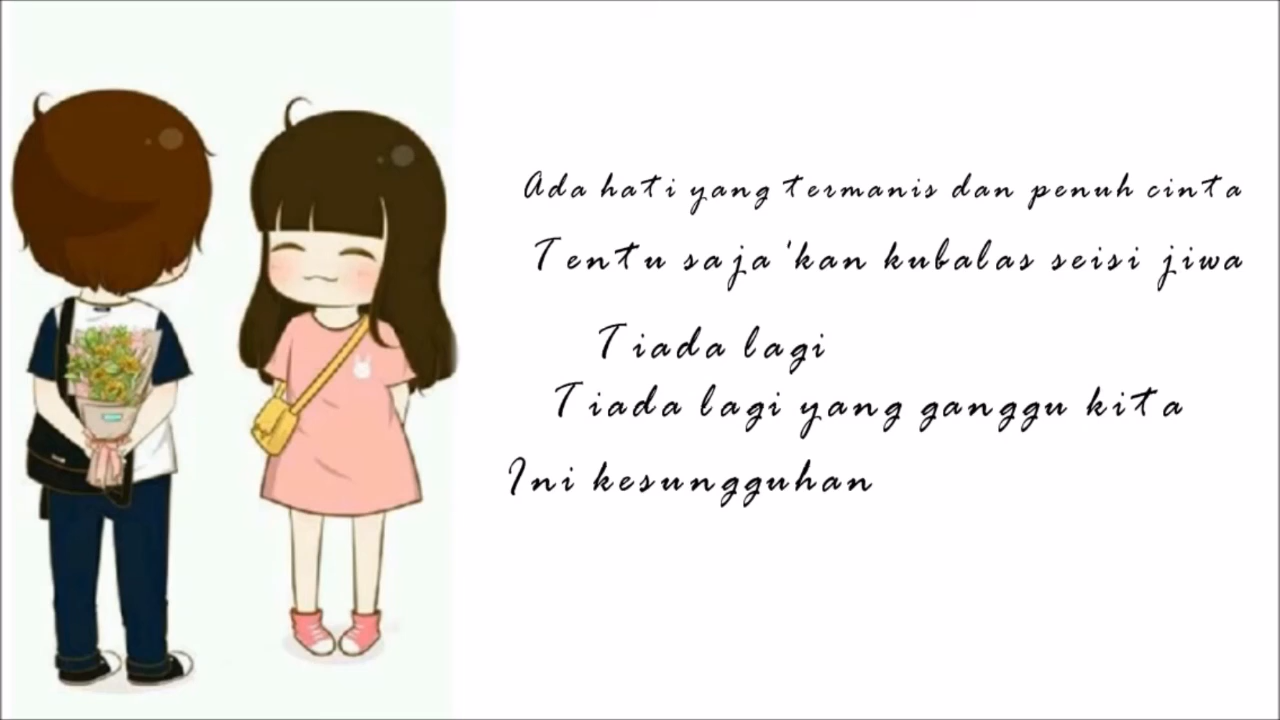 Ada hati yang termanis dan penuh cinta
Tentu saja 'kan kubalas seisi jiwa
Tiada lagi
Tiada lagi yang ganggu kita
Ini kesungguhan